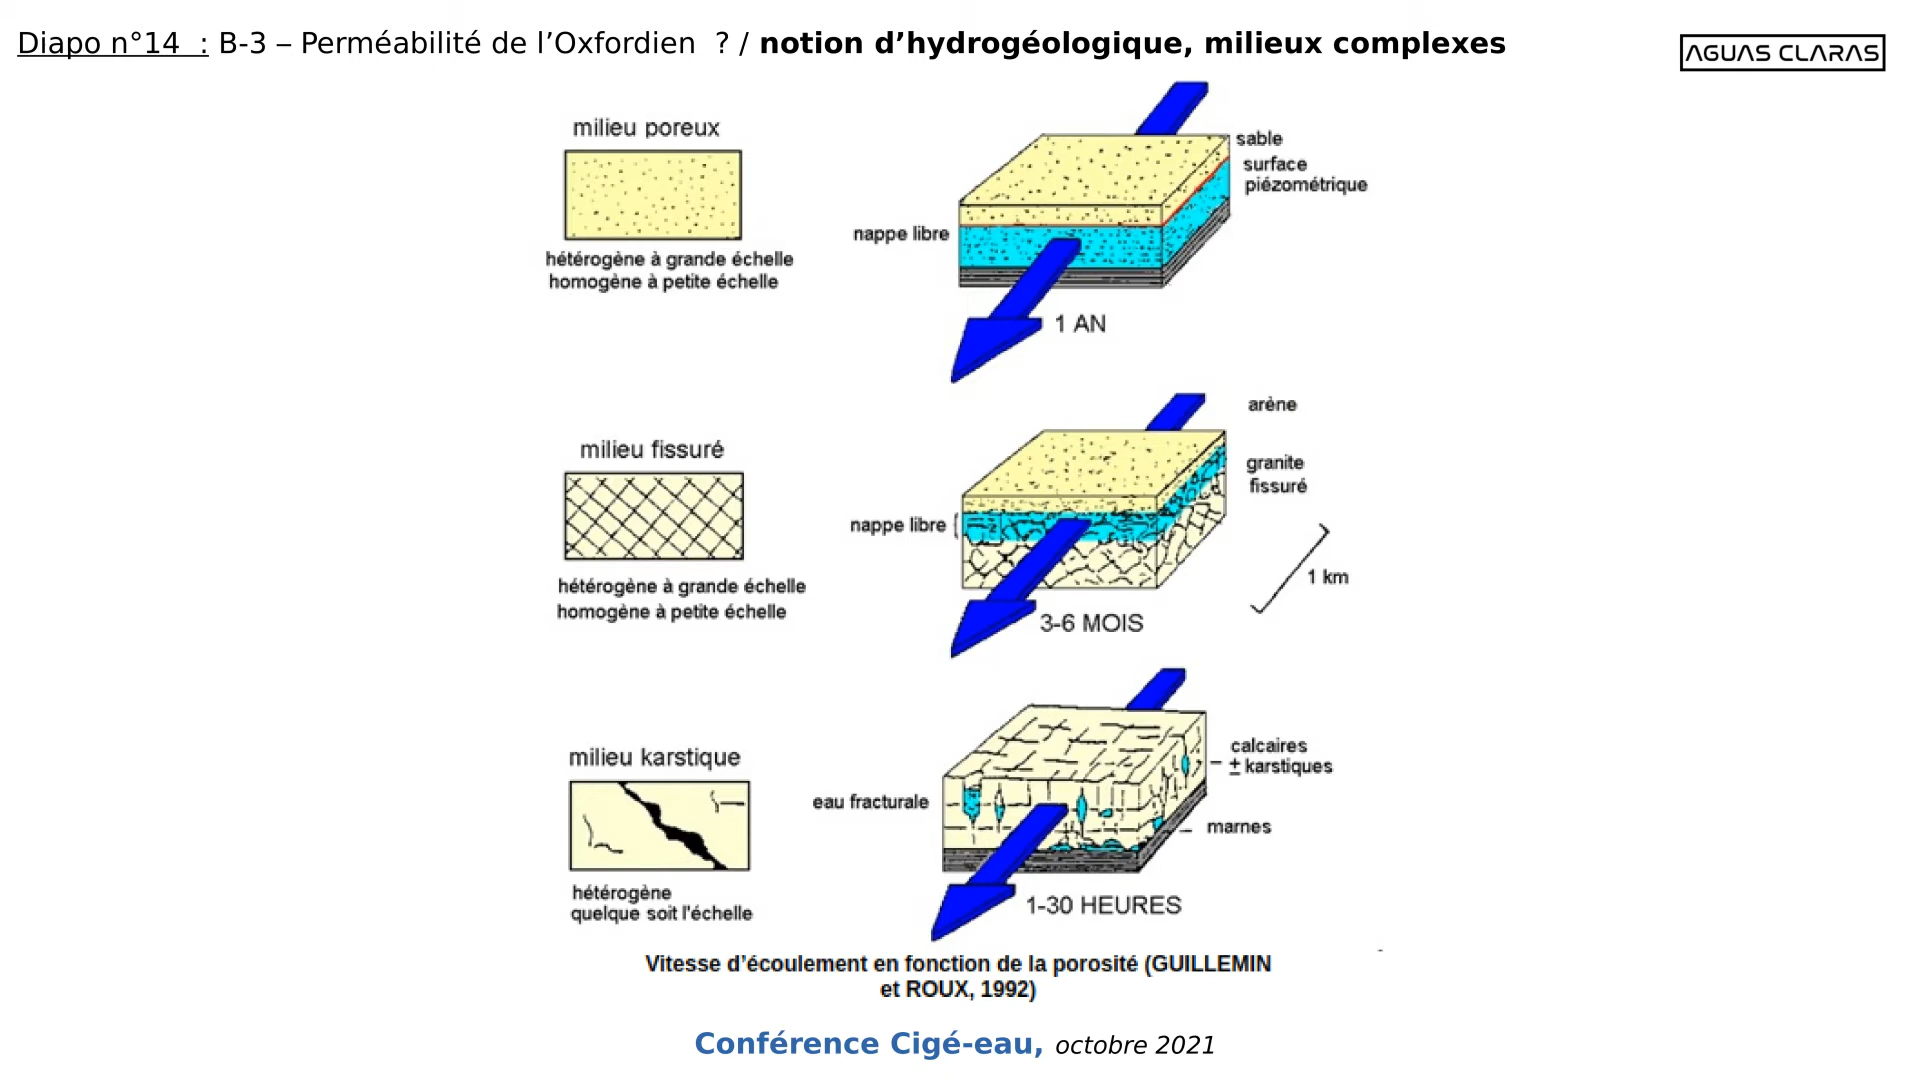 Diapo n°14  : B-3 – Perméabilité de l’Oxfordien  ? / notion d’hydrogéologique, milieux complexes
AGUAS CLARAS
milieu poreux
hétérogène à grande échelle
homogène à petite échelle
sable
surface
piézométrique
nappe libre
1 AN
milieu fissuré
hétérogène à grande échelle
homogène à petite échelle
arène
granite
fissuré
nappe libre
1 km
3-6 MOIS
milieu karstique
hétérogène
quelque soit l'échelle
calcaires
± karstiques
eau fracturale
marnes
1-30 HEURES
Vitesse d’écoulement en fonction de la porosité (GUILLEMIN
et ROUX, 1992)
Conférence Cigé-eau, octobre 2021